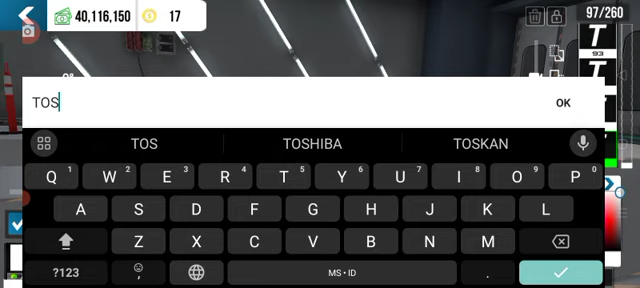 40,116,150 17 97/260
T
93
T
TOS OK
TOS TOSHIBA TOSKAN
Q 1 W 2 E 3 R 4 T 5 Y 6 U 7 I 8 O 9 P 0
A S D F G H J K L
Z X C V B N M
?123 , MS • ID .